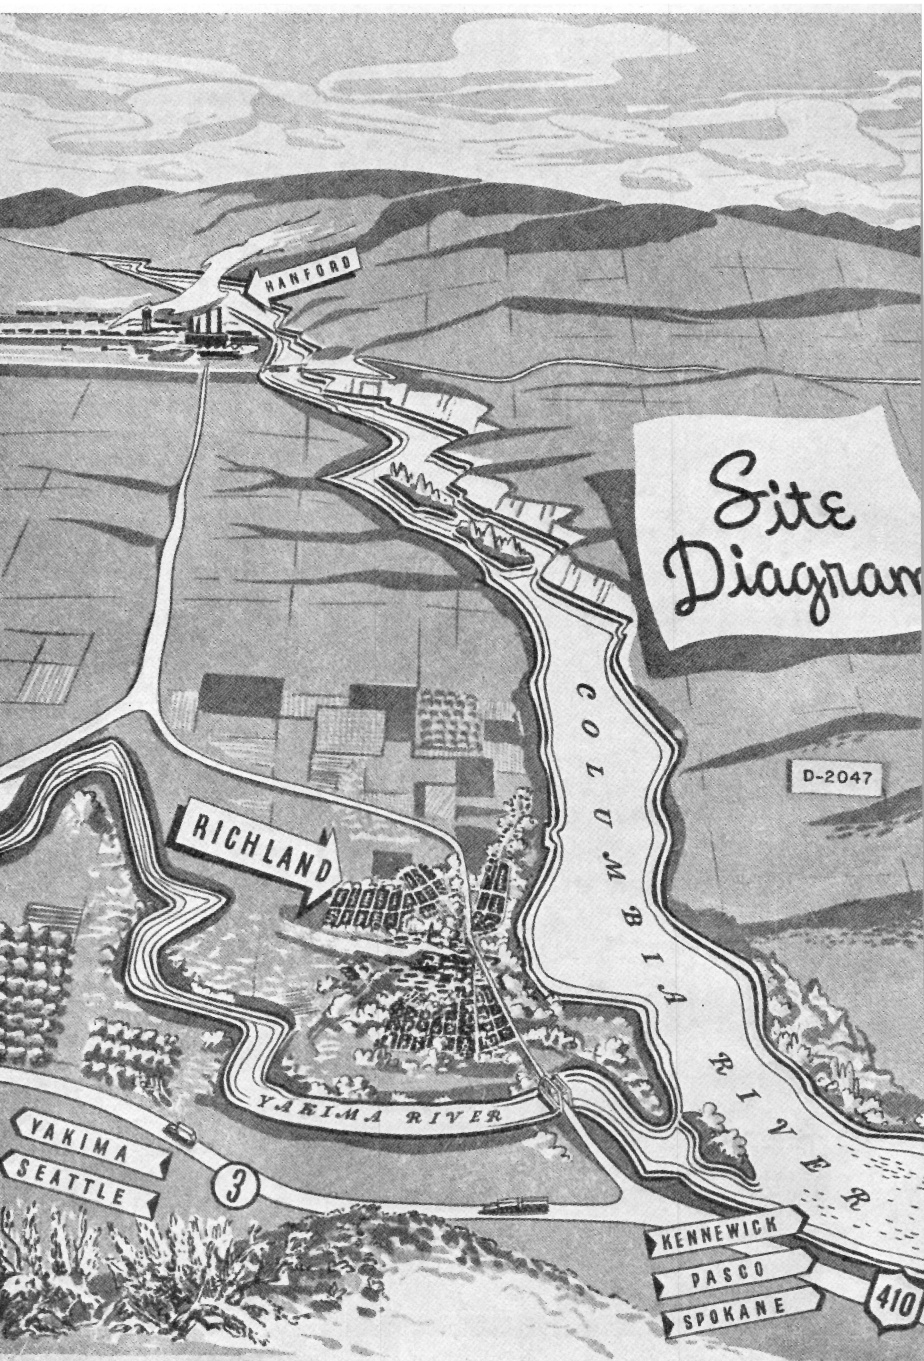 HANFORD
Site
Diagram
COLUMBIA RIVER
D-2047
RICHLAND
YAKIMA RIVER
YAKIMA
SEATTLE
3
KENNEWICK
PASCO
SPOKANE
410